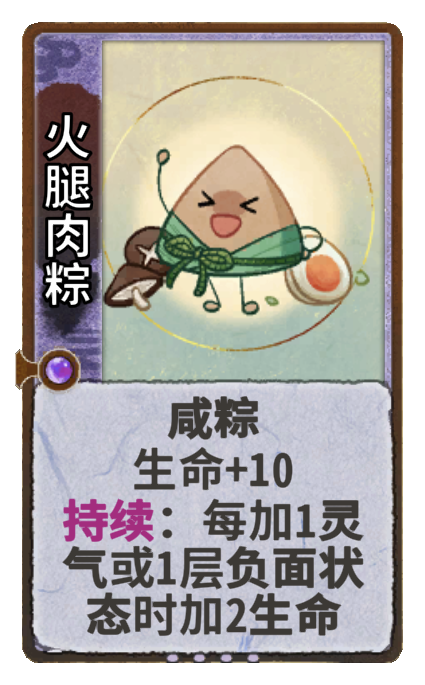 火腿肉粽
咸粽
生命+10
持续：每加1灵
气或1层负面状
态时加2生命